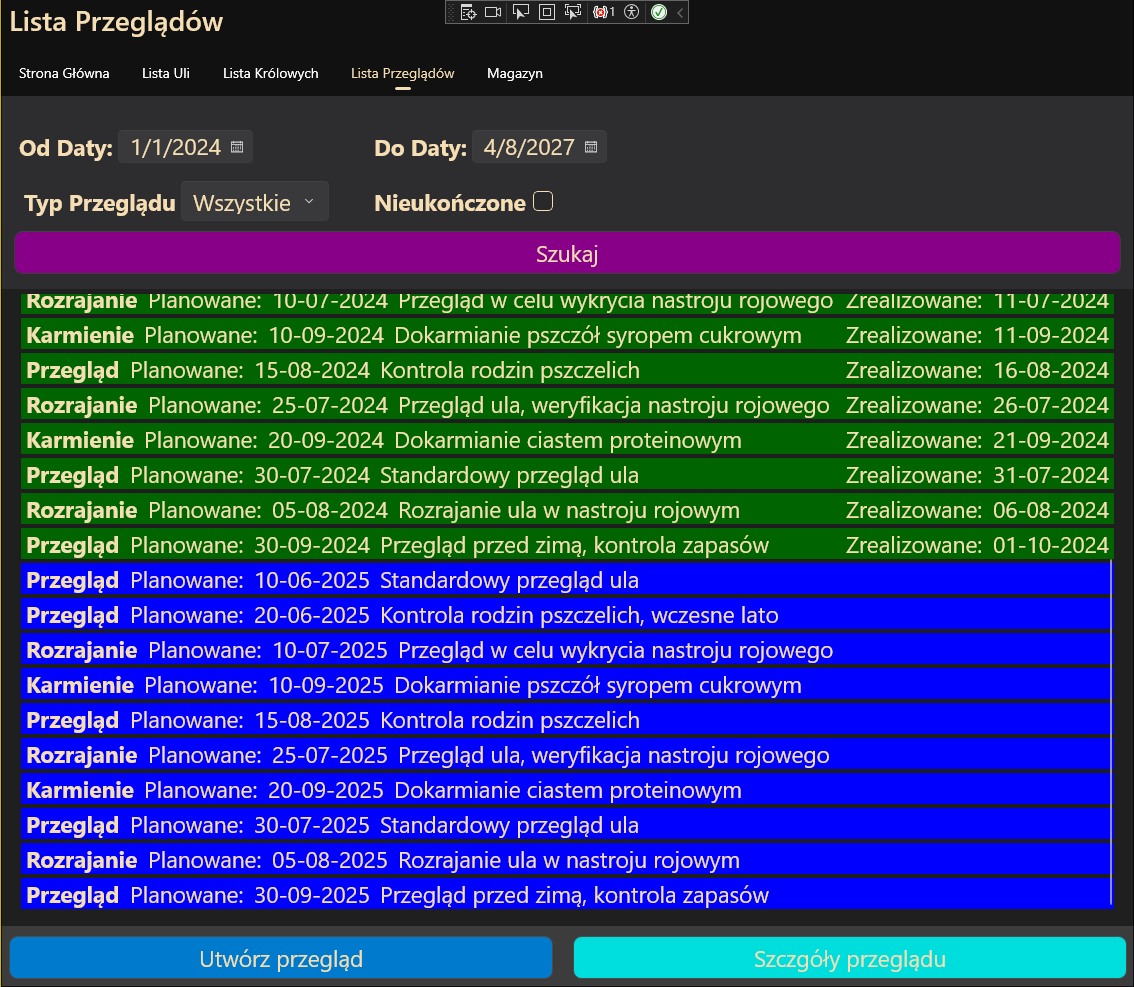 Lista Przeglądów
1
Strona Główna Lista Uli Lista Królowych Lista Przeglądów Magazyn
Od Daty: 1/1/2024 Do Daty: 4/8/2027
Typ Przeglądu Wszystkie Nieukończone
Szukaj
Rozrajanie Planowane: 10-07-2024 Przegląd w celu wykrycia nastroju rojowego Zrealizowane: 11-07-2024
Karmienie Planowane: 10-09-2024 Dokarmianie pszczół syropem cukrowym Zrealizowane: 11-09-2024
Przegląd Planowane: 15-08-2024 Kontrola rodzin pszczelich Zrealizowane: 16-08-2024
Rozrajanie Planowane: 25-07-2024 Przegląd ula, weryfikacja nastroju rojowego Zrealizowane: 26-07-2024
Karmienie Planowane: 20-09-2024 Dokarmianie ciastem proteinowym Zrealizowane: 21-09-2024
Przegląd Planowane: 30-07-2024 Standardowy przegląd ula Zrealizowane: 31-07-2024
Rozrajanie Planowane: 05-08-2024 Rozrajanie ula w nastroju rojowym Zrealizowane: 06-08-2024
Przegląd Planowane: 30-09-2024 Przegląd przed zimą, kontrola zapasów Zrealizowane: 01-10-2024
Przegląd Planowane: 10-06-2025 Standardowy przegląd ula
Przegląd Planowane: 20-06-2025 Kontrola rodzin pszczelich, wczesne lato
Rozrajanie Planowane: 10-07-2025 Przegląd w celu wykrycia nastroju rojowego
Karmienie Planowane: 10-09-2025 Dokarmianie pszczół syropem cukrowym
Przegląd Planowane: 15-08-2025 Kontrola rodzin pszczelich
Rozrajanie Planowane: 25-07-2025 Przegląd ula, weryfikacja nastroju rojowego
Karmienie Planowane: 20-09-2025 Dokarmianie ciastem proteinowym
Przegląd Planowane: 30-07-2025 Standardowy przegląd ula
Rozrajanie Planowane: 05-08-2025 Rozrajanie ula w nastroju rojowym
Przegląd Planowane: 30-09-2025 Przegląd przed zimą, kontrola zapasów
Utwórz przegląd Szczgóły przeglądu